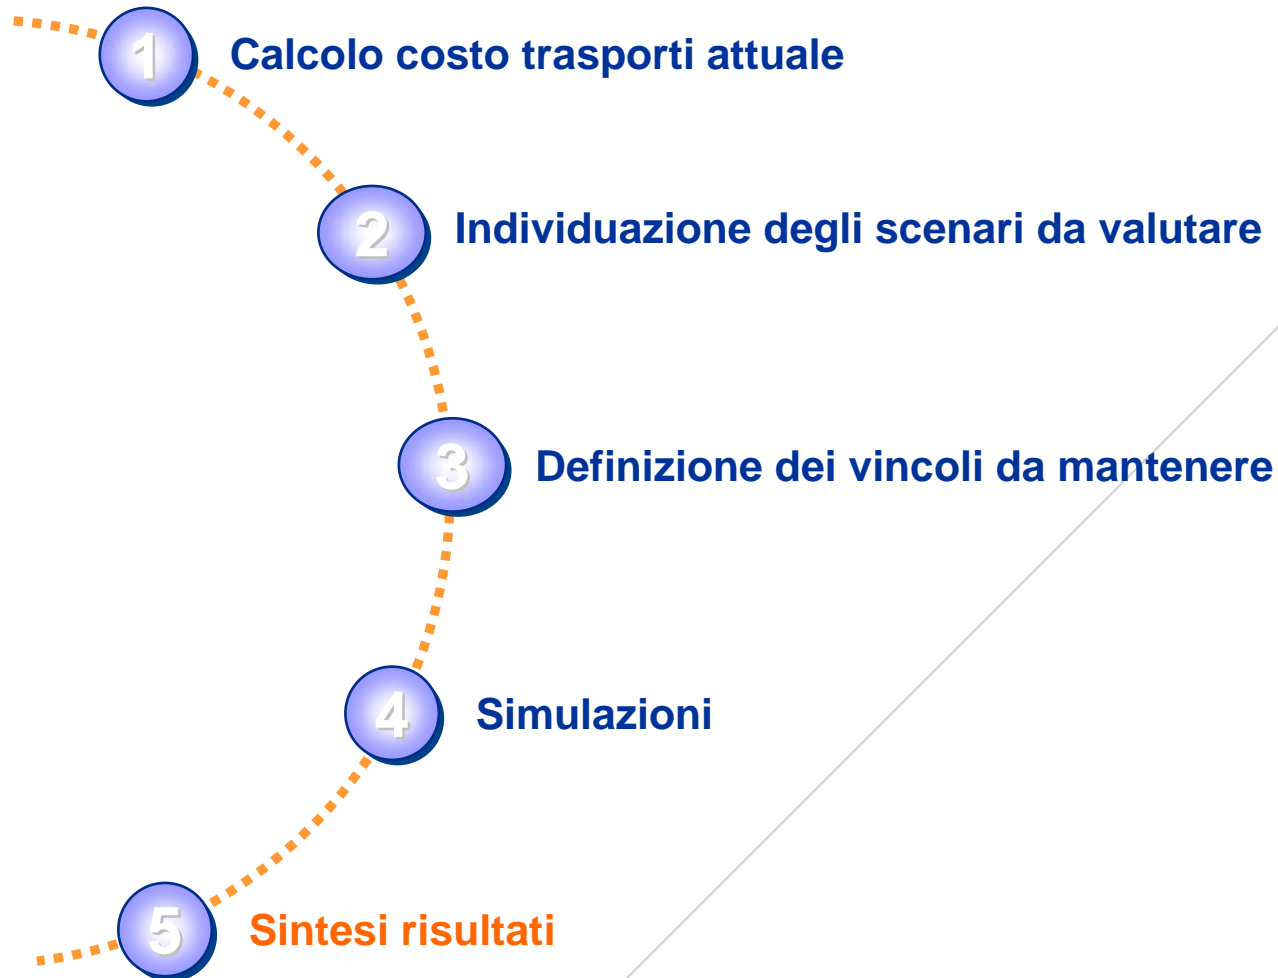 1 Calcolo costo trasporti attuale
2 Individuazione degli scenari da valutare
3 Definizione dei vincoli da mantenere
4 Simulazioni
5 Sintesi risultati